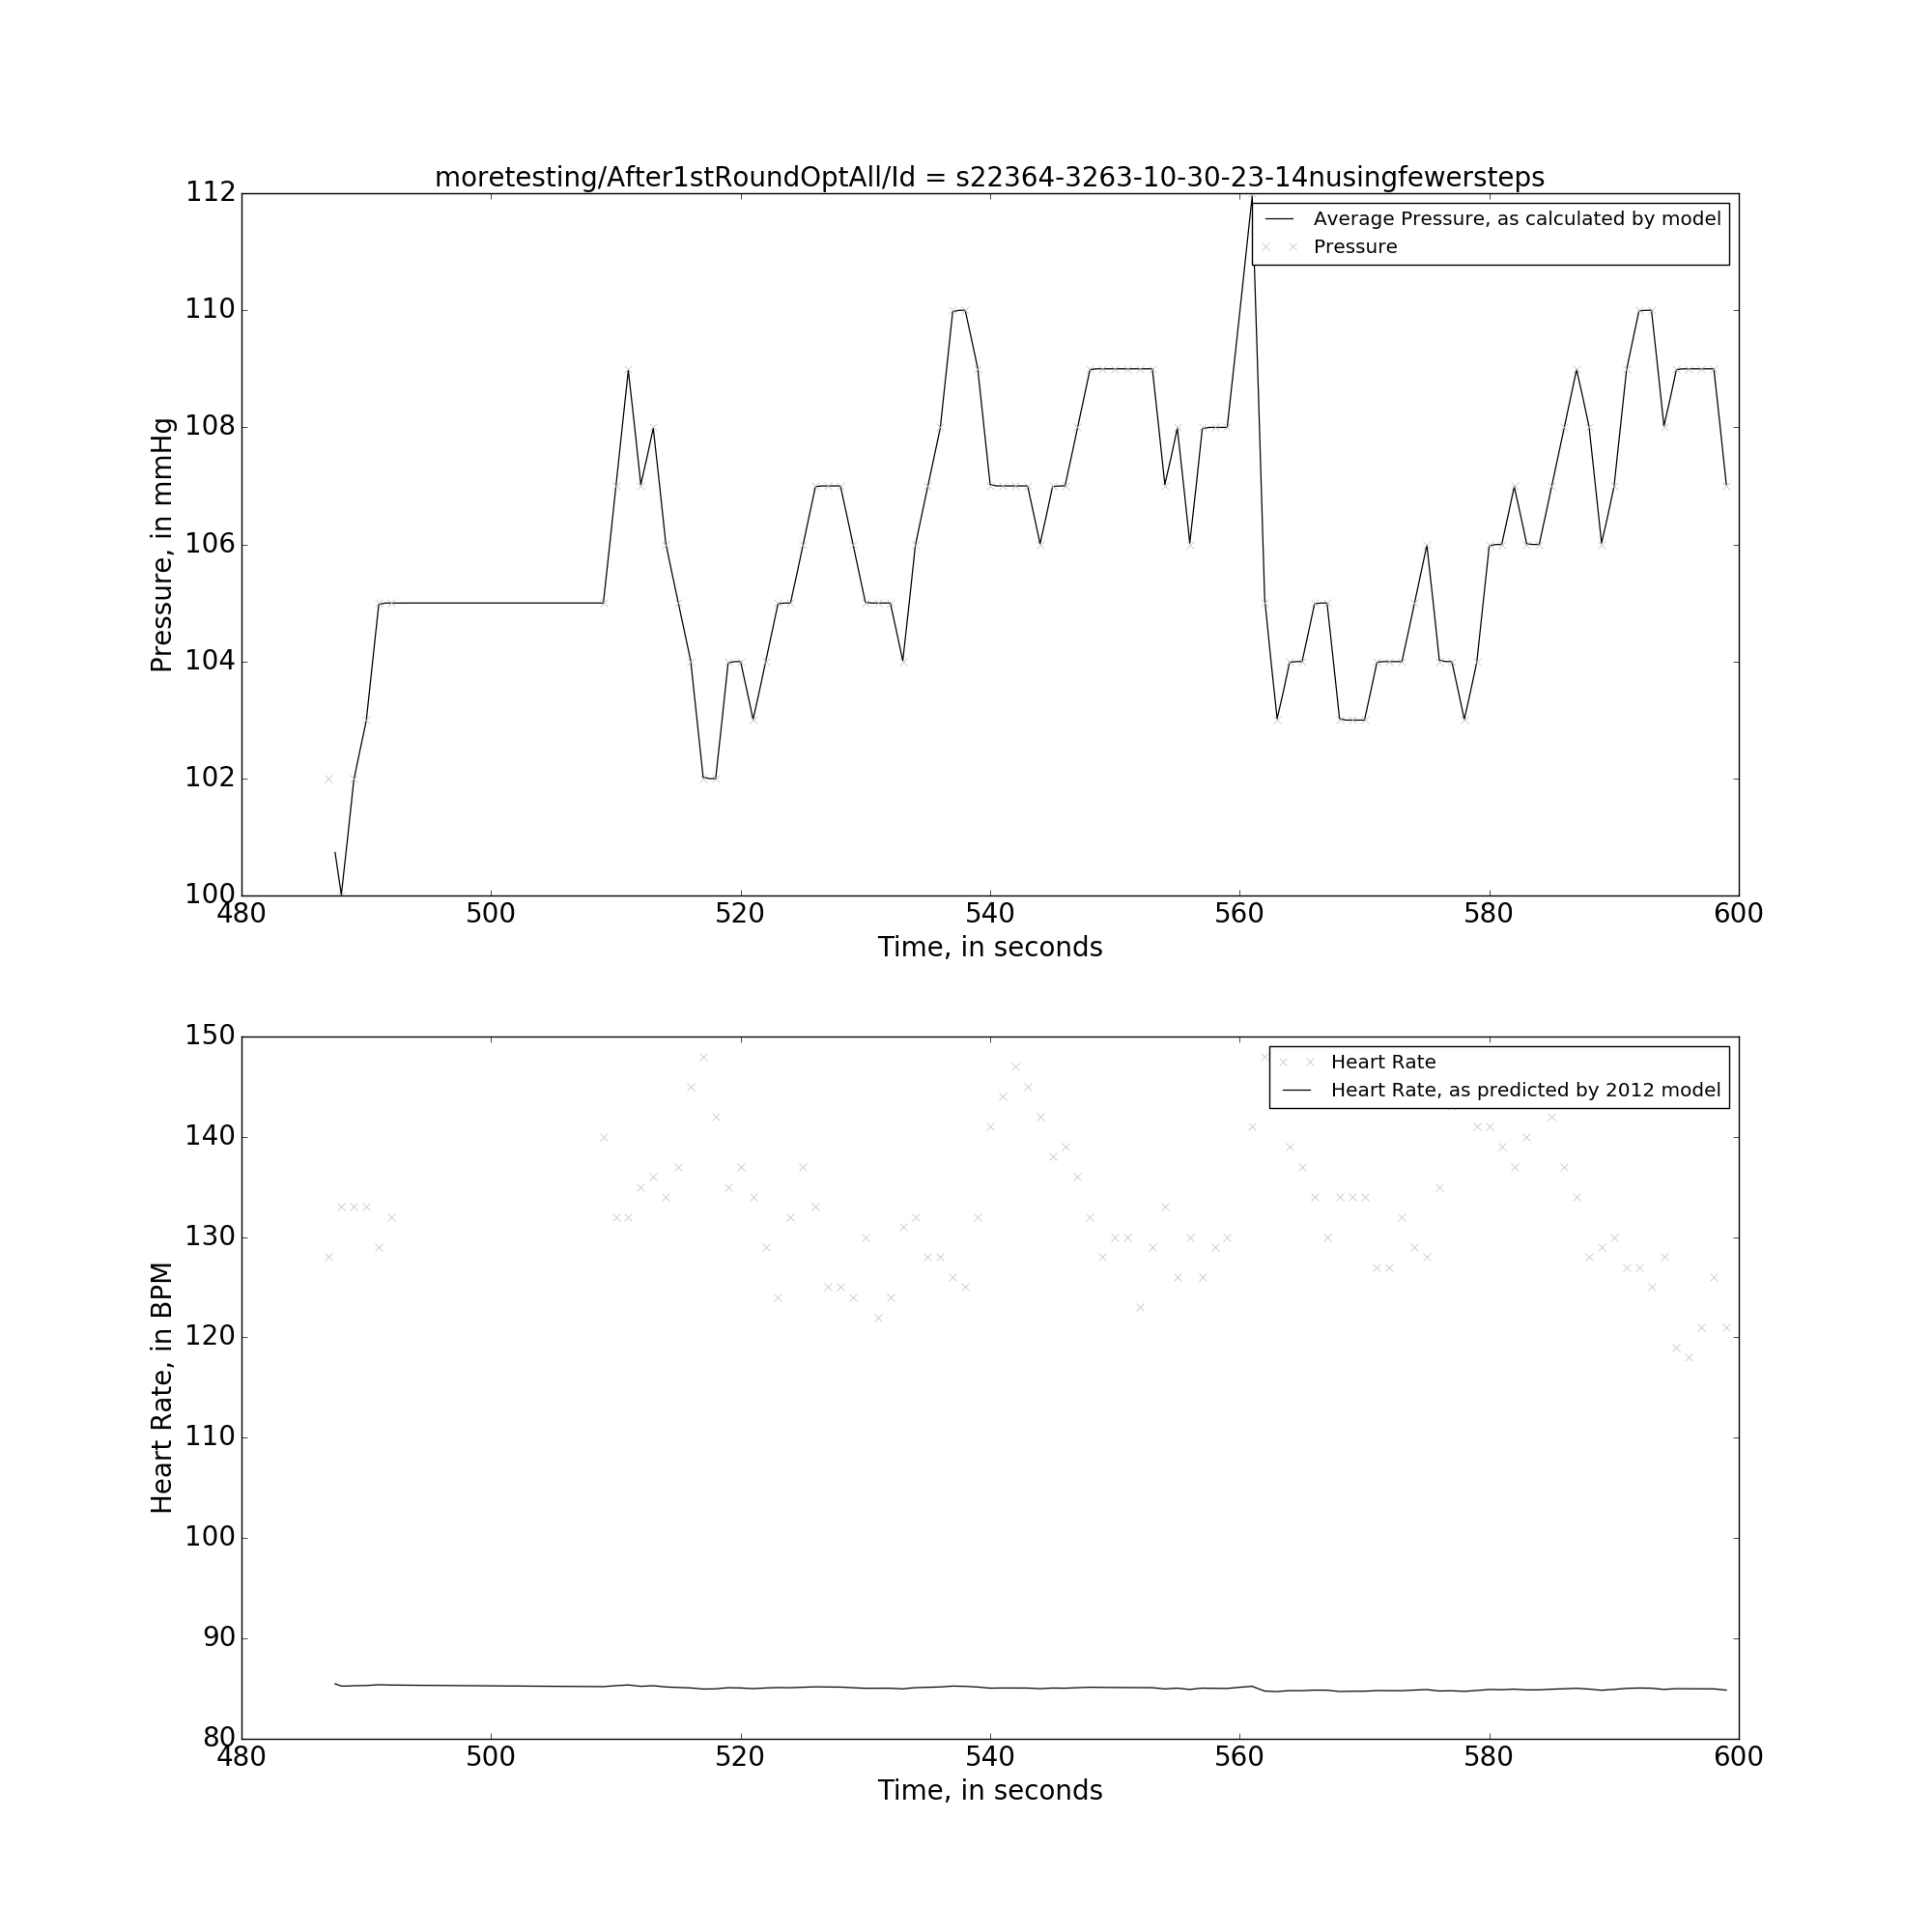 moretesting/After1stRoundOptAll/Id = s22364-3263-10-30-23-14nusingfewersteps
112
110
108
106
104
102
100
Pressure, in mmHg
Average Pressure, as calculated by model
Pressure
480 500 520 540 560 580 600
Time, in seconds
150
140
130
120
110
100
90
80
Heart Rate, in BPM
Heart Rate
Heart Rate, as predicted by 2012 model
480 500 520 540 560 580 600
Time, in seconds